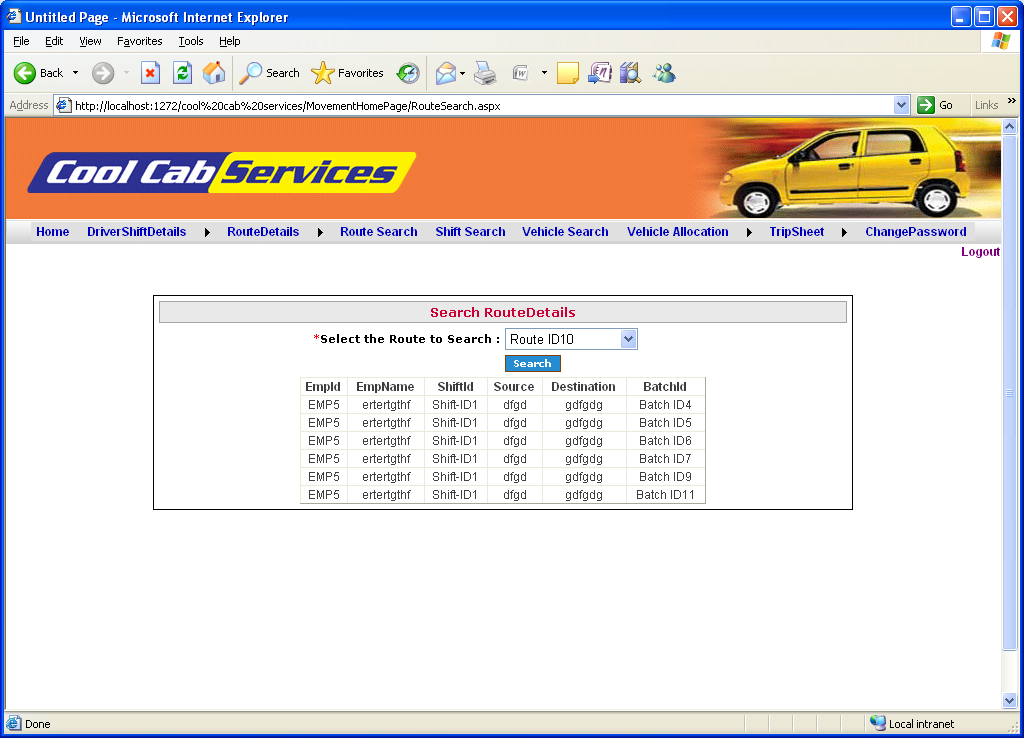 Untitled Page - Microsoft Internet Explorer
File Edit View Favorites Tools Help
Back Search Favorites
Address http://localhost:1272/cool%20cab%20services/MovementHomePage/RouteSearch.aspx Go Links »
Cool Cab Services
Home DriverShiftDetails RouteDetails Route Search Shift Search Vehicle Search Vehicle Allocation TripSheet ChangePassword
Logout
Search RouteDetails
*Select the Route to Search : Route ID10
Search
EmpId EmpName ShiftId Source Destination BatchId
EMP5 ertertgthf Shift-ID1 dfgd gdfgdg Batch ID4
EMP5 ertertgthf Shift-ID1 dfgd gdfgdg Batch ID5
EMP5 ertertgthf Shift-ID1 dfgd gdfgdg Batch ID6
EMP5 ertertgthf Shift-ID1 dfgd gdfgdg Batch ID7
EMP5 ertertgthf Shift-ID1 dfgd gdfgdg Batch ID9
EMP5 ertertgthf Shift-ID1 dfgd gdfgdg Batch ID11
Done Local intranet